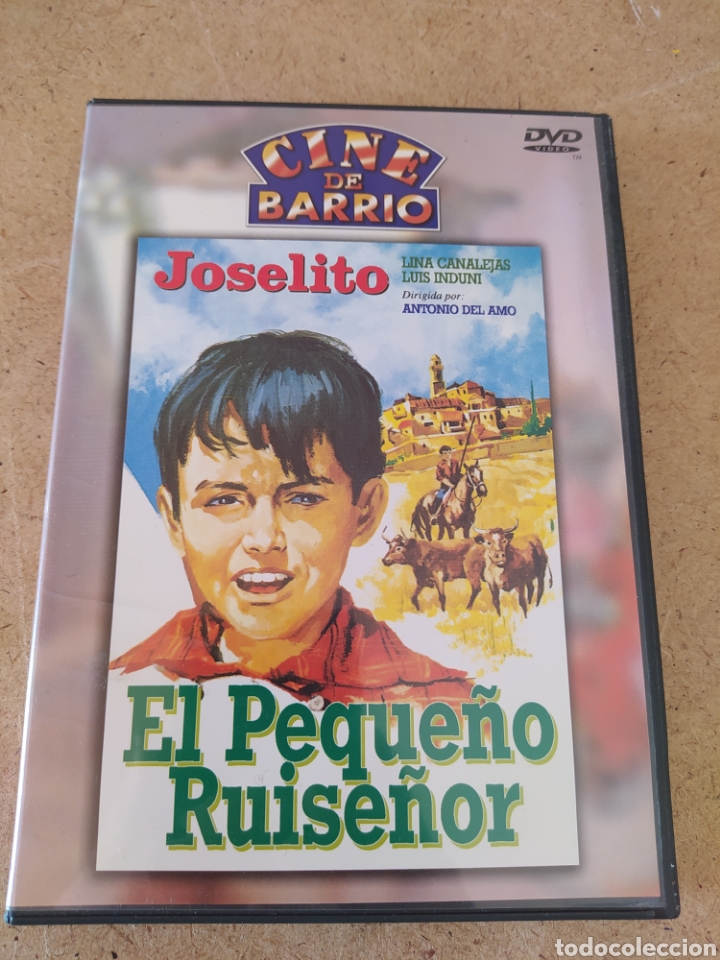 CINE
DE
BARRIO
DVD
VIDEO
TM
Joselito
LINA CANALEJAS
LUIS INDUNI
Dirigida por:
ANTONIO DEL AMO
El Pequeño
Ruiseñor
todocoleccion